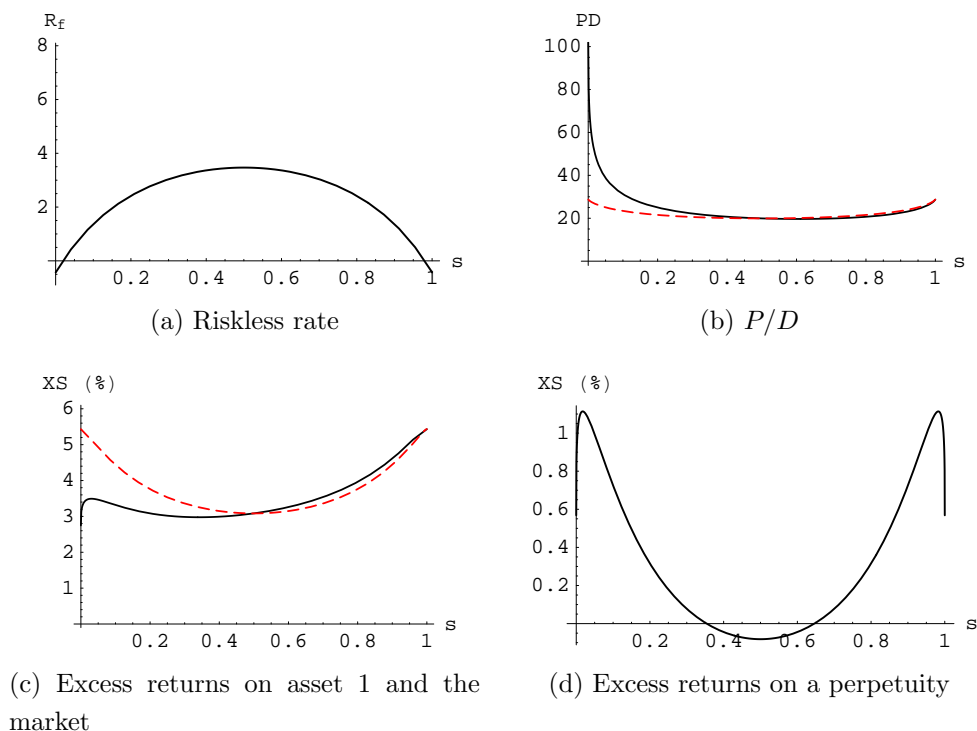 R_f
8
6
4
2
0.2 0.4 0.6 0.8 1 s
(a) Riskless rate
PD
100
80
60
40
20
0.2 0.4 0.6 0.8 1 s
(b) P/D
XS (%)
6
5
4
3
2
1
0.2 0.4 0.6 0.8 1 s
(c) Excess returns on asset 1 and the
market
XS (%)
1
0.8
0.6
0.4
0.2
0.2 0.4 0.6 0.8 1 s
(d) Excess returns on a perpetuity